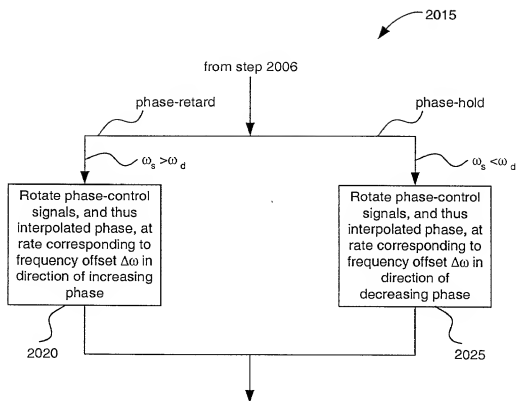 2015
from step 2006
phase-retard
phase-hold
ωs >ωd
ωs <ωd
Rotate phase-control
signals, and thus
interpolated phase, at
rate corresponding to
frequency offset Δω in
direction of increasing
phase
Rotate phase-control
signals, and thus
interpolated phase, at
rate corresponding to
frequency offset Δω in
direction of
decreasing phase
2020
2025